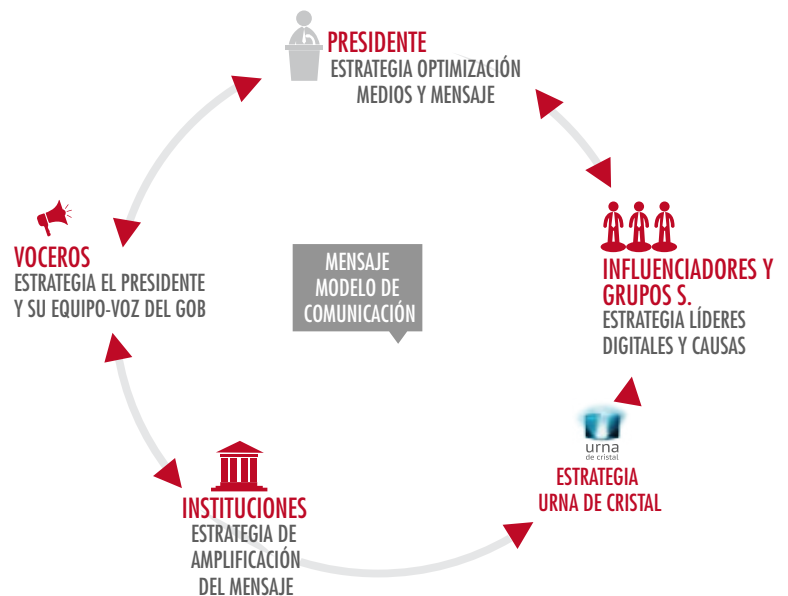 PRESIDENTE
ESTRATEGIA OPTIMIZACIÓN
MEDIOS Y MENSAJE
VOCEROS
ESTRATEGIA EL PRESIDENTE
Y SU EQUIPO-VOZ DEL GOB
MENSAJE
MODELO DE
COMUNICACIÓN
INFLUENCIADORES Y
GRUPOS S.
ESTRATEGIA LÍDERES
DIGITALES Y CAUSAS
urna
de cristal
ESTRATEGIA
URNA DE CRISTAL
INSTITUCIONES
ESTRATEGIA DE
AMPLIFICACIÓN
DEL MENSAJE